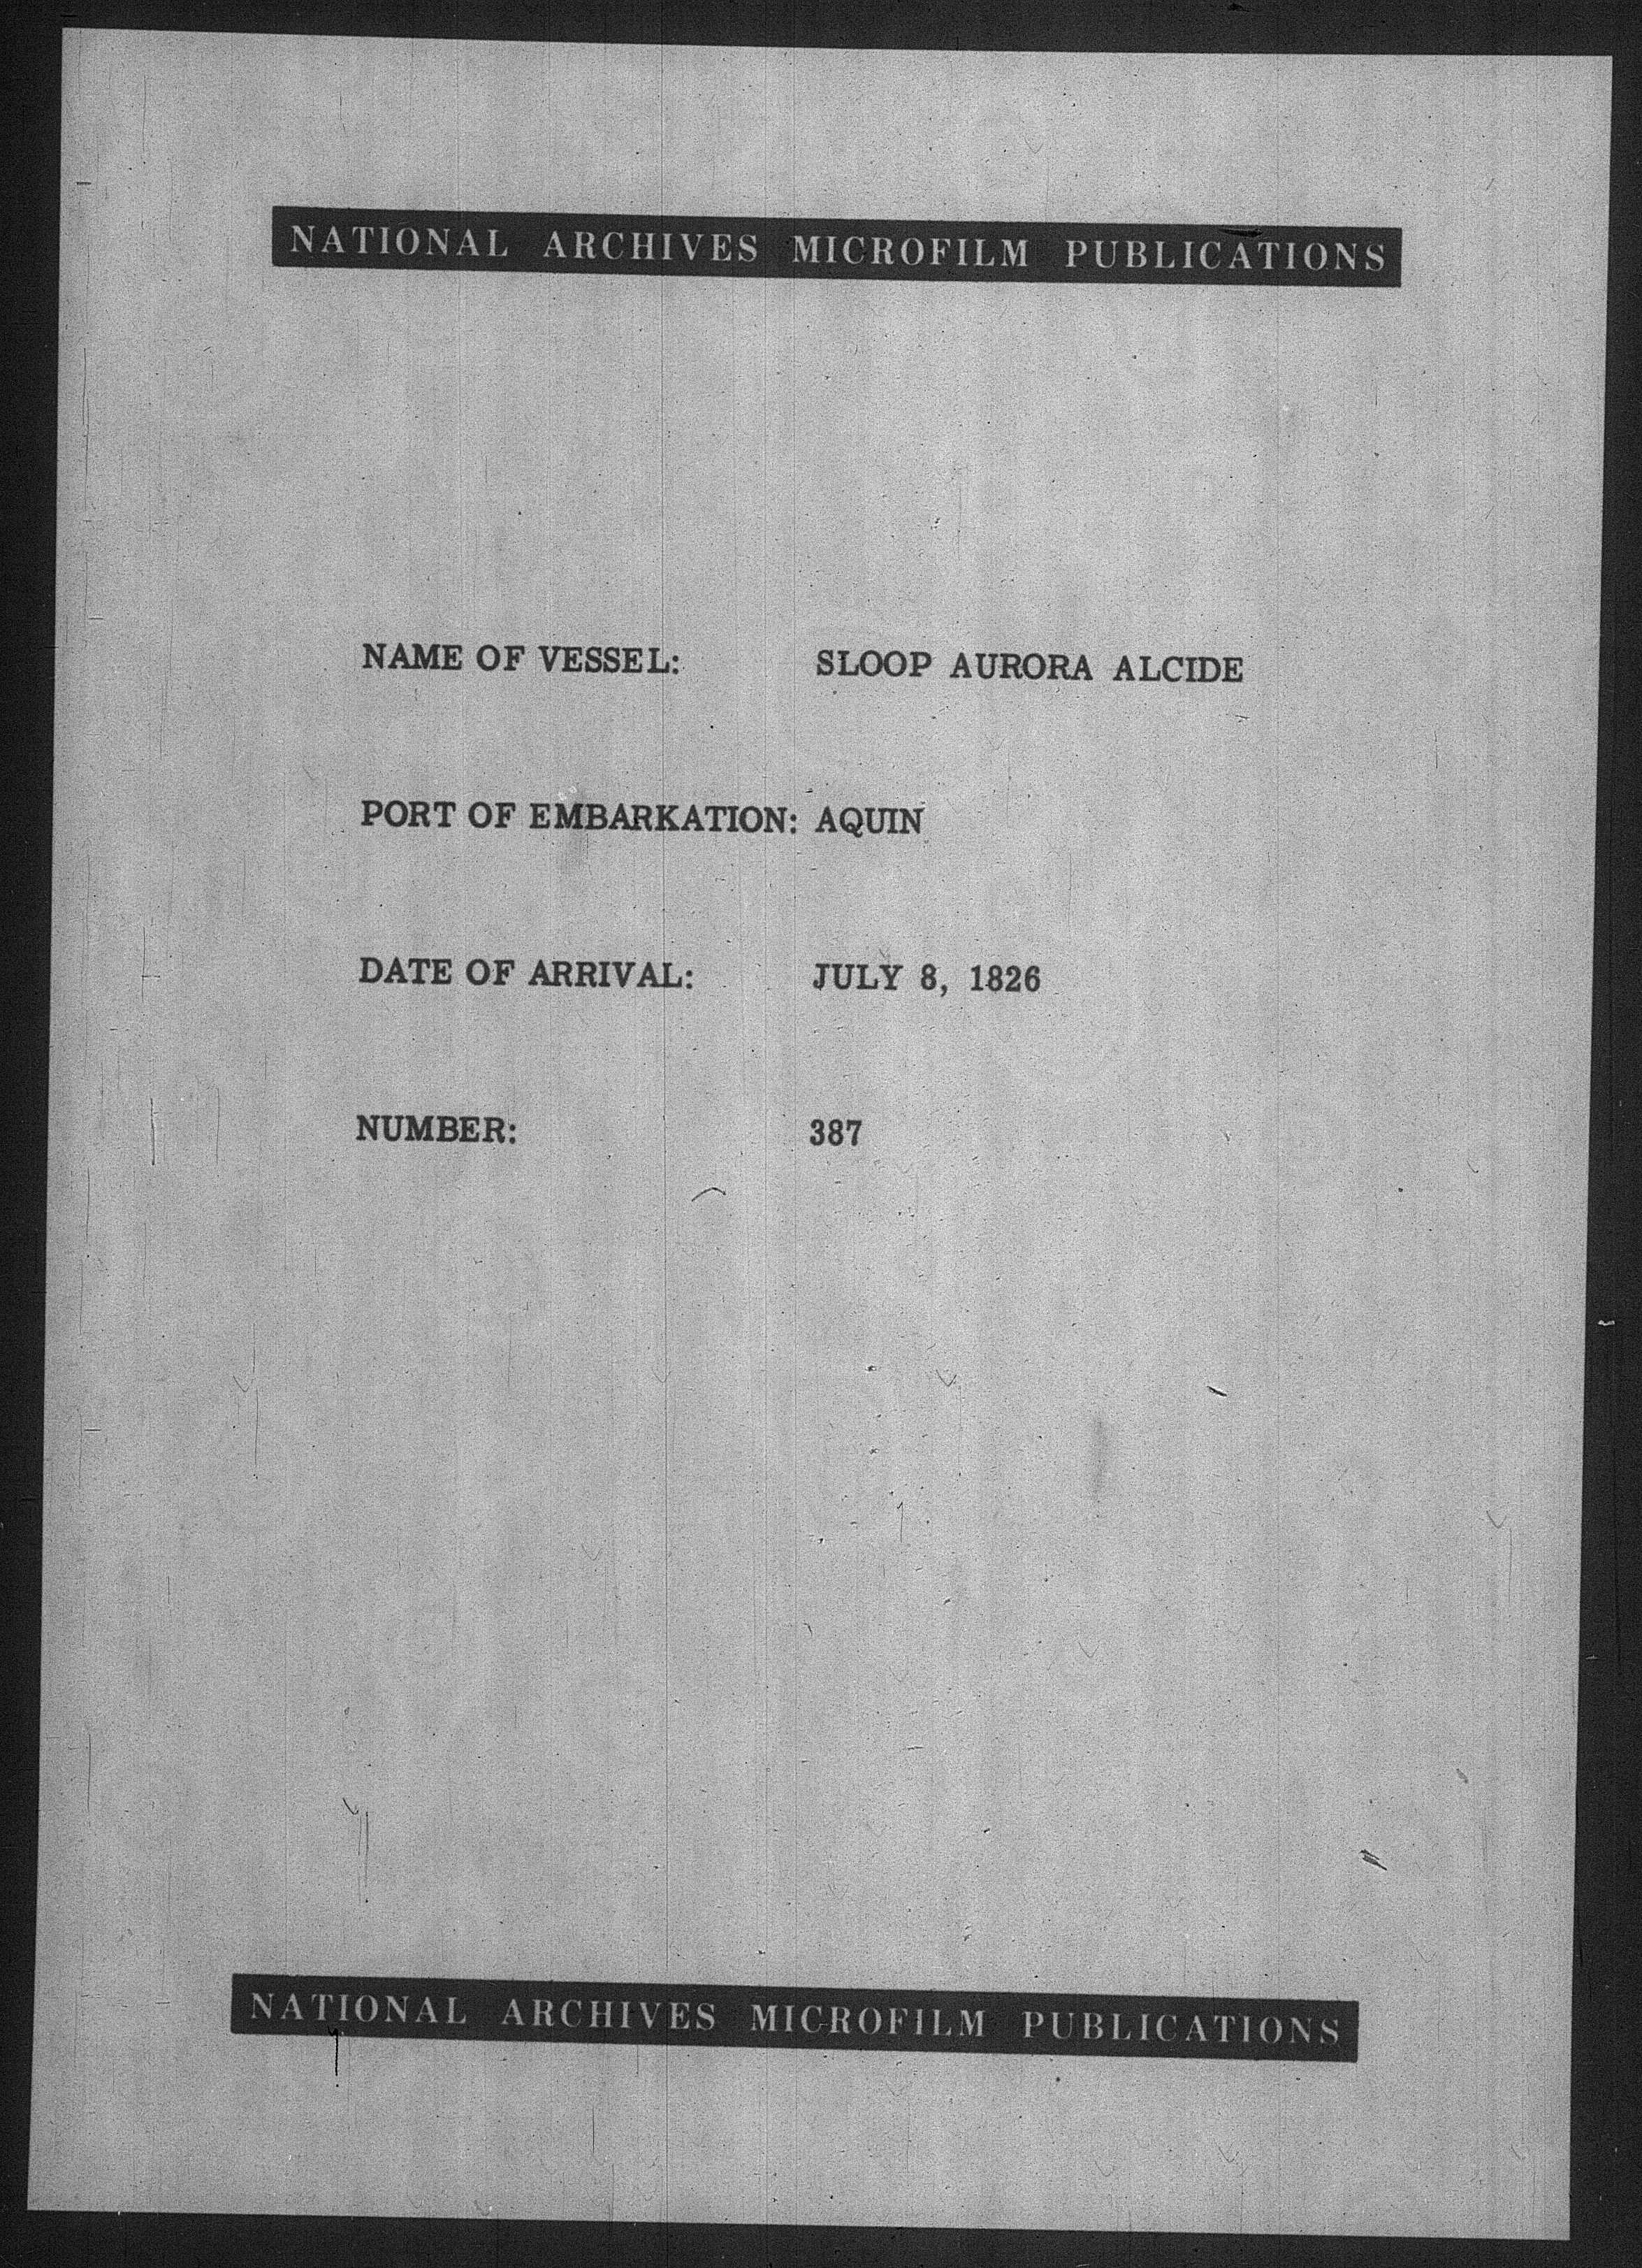 NATIONAL ARCHIVES MICROFILM PUBLICATIONS
NAME OF VESSEL: SLOOP AURORA ALCIDE
PORT OF EMBARKATION: AQUIN
DATE OF ARRIVAL: JULY 8, 1826
NUMBER: 387
NATIONAL ARCHIVES MICROFILM PUBLICATIONS